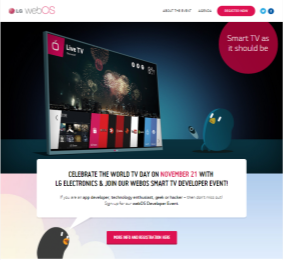 LG webOS
ABOUT THE EVENT
AGENDA
REGISTER NOW
Smart TV as
it should be
Live TV
CELEBRATE THE WORLD TV DAY ON NOVEMBER 21 WITH
LG ELECTRONICS & JOIN OUR WEBOS SMART TV DEVELOPER EVENT!
If you are an app developer, technology enthusiast, geek or hacker – then don't miss out!
Sign up for our webOS Developer Event
MORE INFO AND REGISTRATION HERE